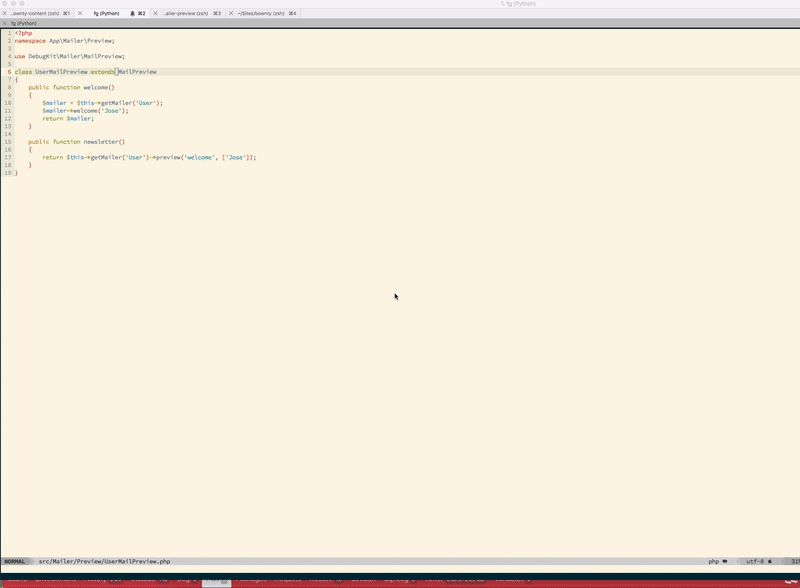 1. fg (Python)
..ownty-content (zsh) ⌘1 fg (Python) ⌘2 ..ailer-preview (zsh) ⌘3 ~/Sites/bownty (zsh) ⌘4
fg (Python)
1 <?php
2 namespace App\Mailer\Preview;
3
4 use DebugKit\Mailer\MailPreview;
5
6 class UserMailPreview extends MailPreview
7 {
8 public function welcome()
9 {
10 $mailer = $this->getMailer('User');
11 $mailer->welcome('Jose');
12 return $mailer;
13 }
14
15 public function newsletter()
16 {
17 return $this->getMailer('User')->preview('welcome', ['Jose']);
18 }
19 }
NORMAL src/Mailer/Preview/UserMailPreview.php php utf-8 31